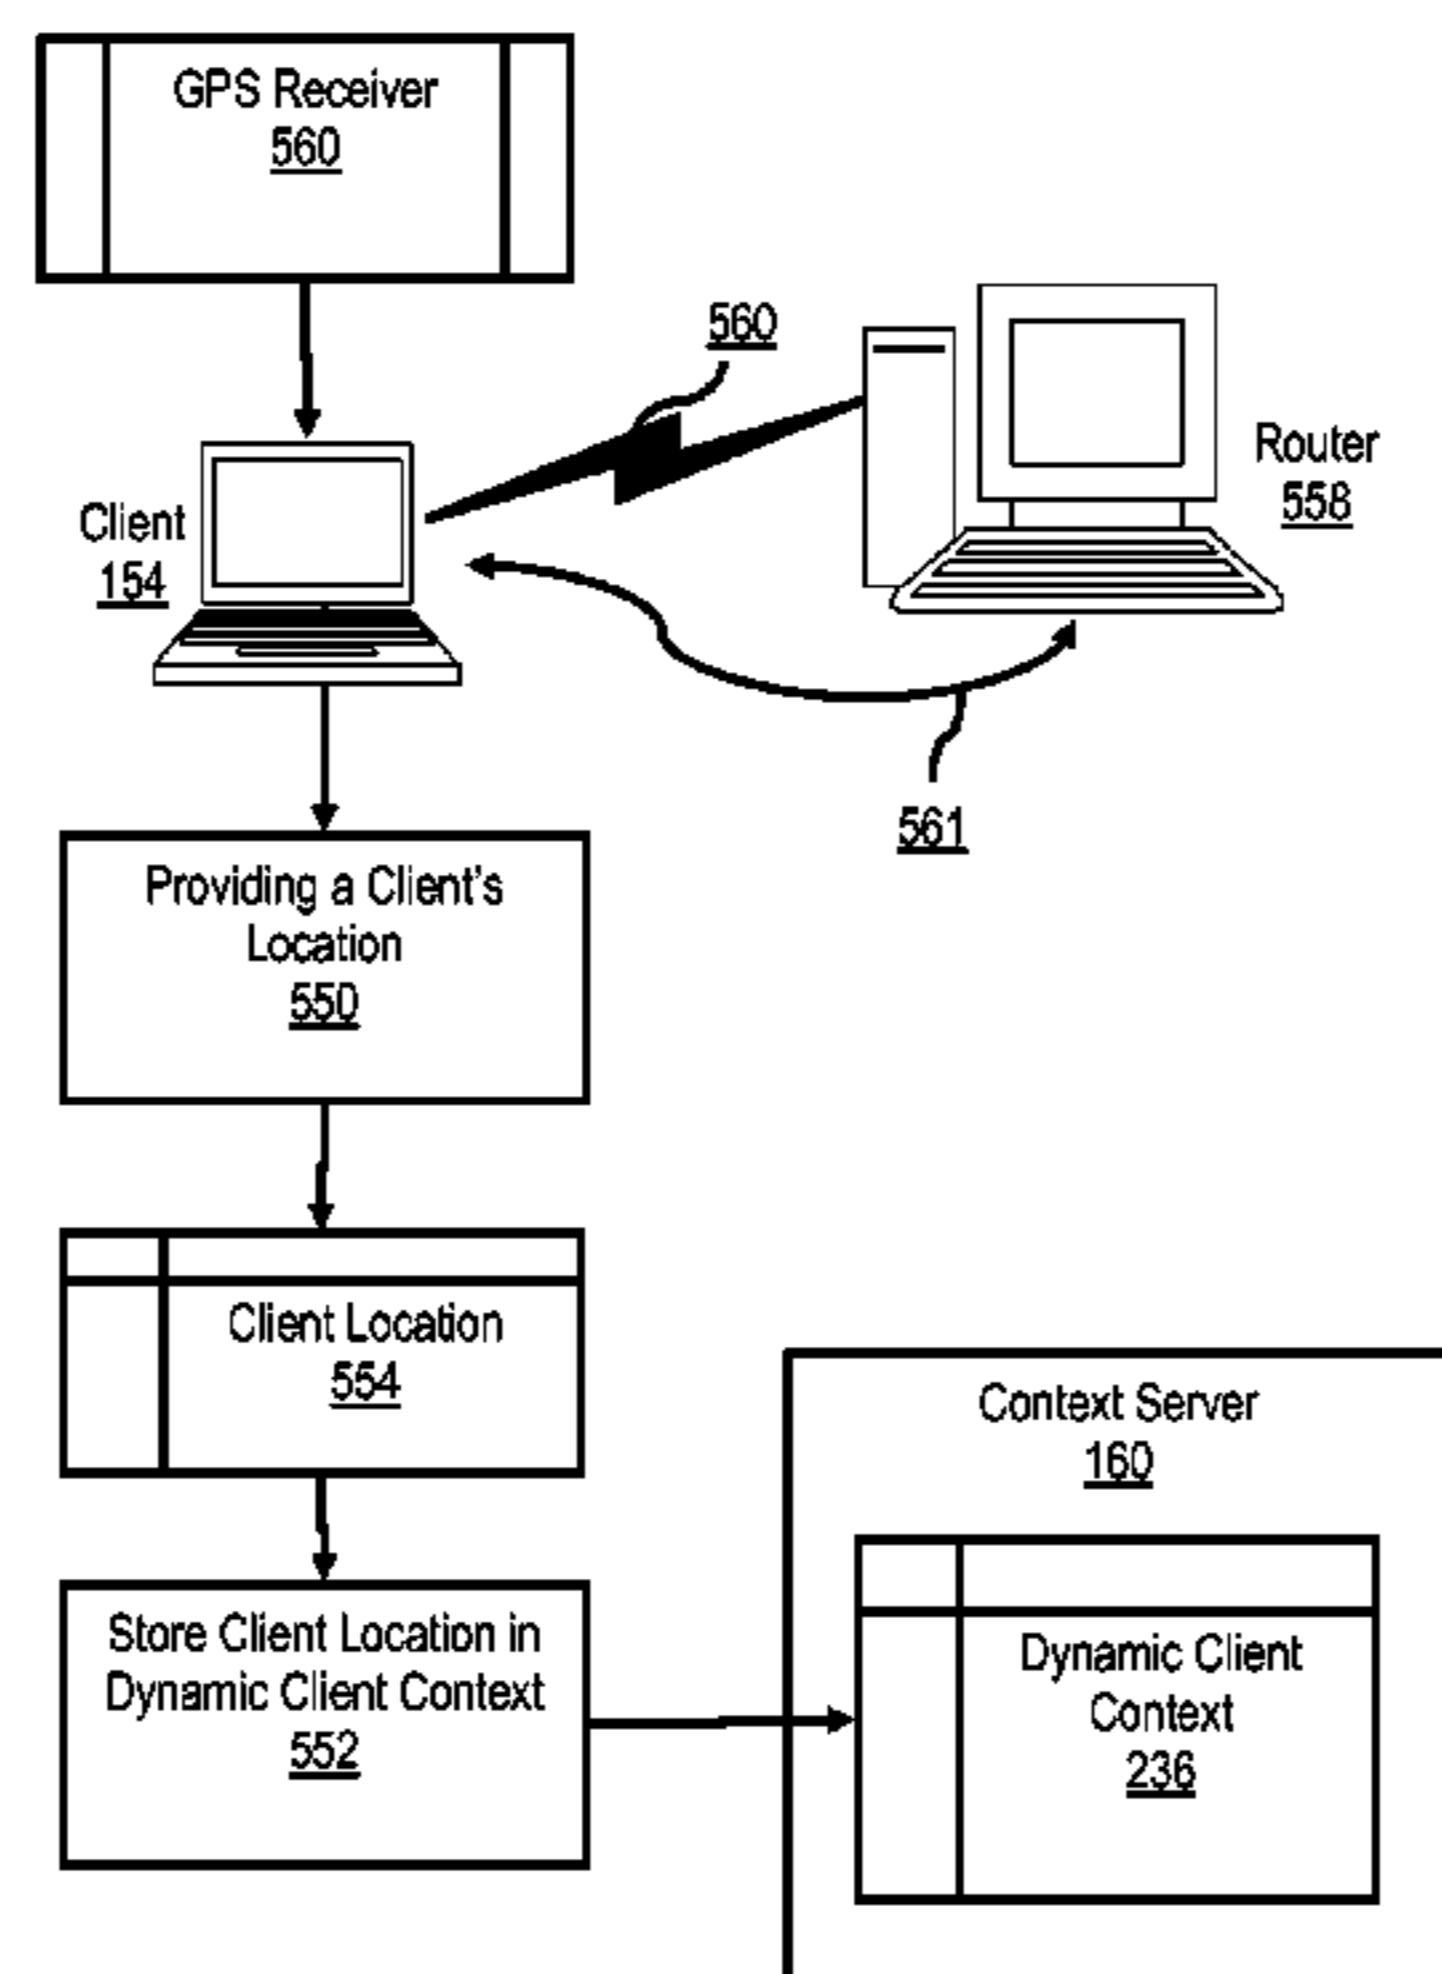 GPS Receiver
560
560
Router
558
Client
154
561
Providing a Client's
Location
550
Client Location
554
Context Server
160
Store Client Location in
Dynamic Client Context
552
Dynamic Client
Context
236